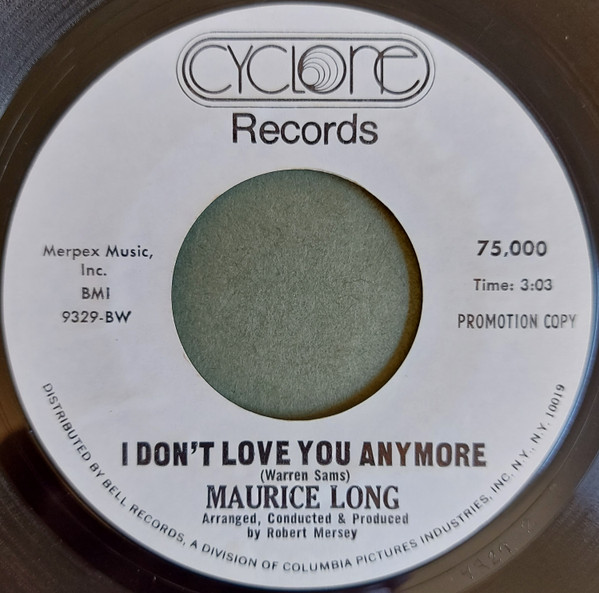 CYCLONE
Records
Merpex Music,
Inc.
BMI
9329-BW
75,000
Time: 3:03
PROMOTION COPY
I DON'T LOVE YOU ANYMORE
(Warren Sams)
MAURICE LONG
Arranged, Conducted & Produced
by Robert Mersey
DISTRIBUTED BY BELL RECORDS, A DIVISION OF COLUMBIA PICTURES INDUSTRIES, INC. N.Y., N.Y. 10019